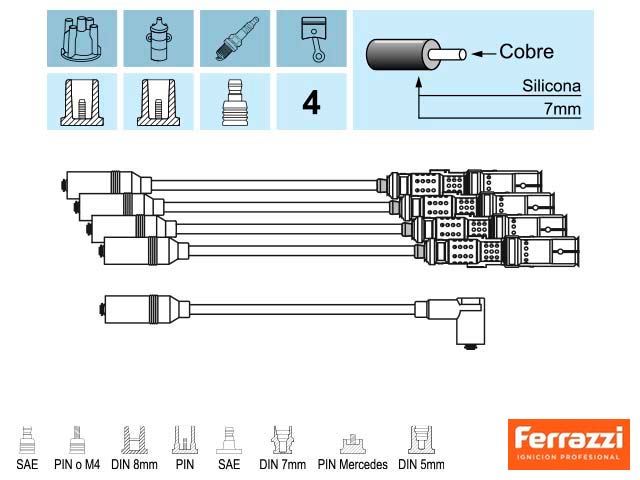 Cobre
Silicona
7mm
4
SAE PIN o M4 DIN 8mm PIN SAE DIN 7mm PIN Mercedes DIN 5mm
Ferrazzi
IGNICION PROFESIONAL